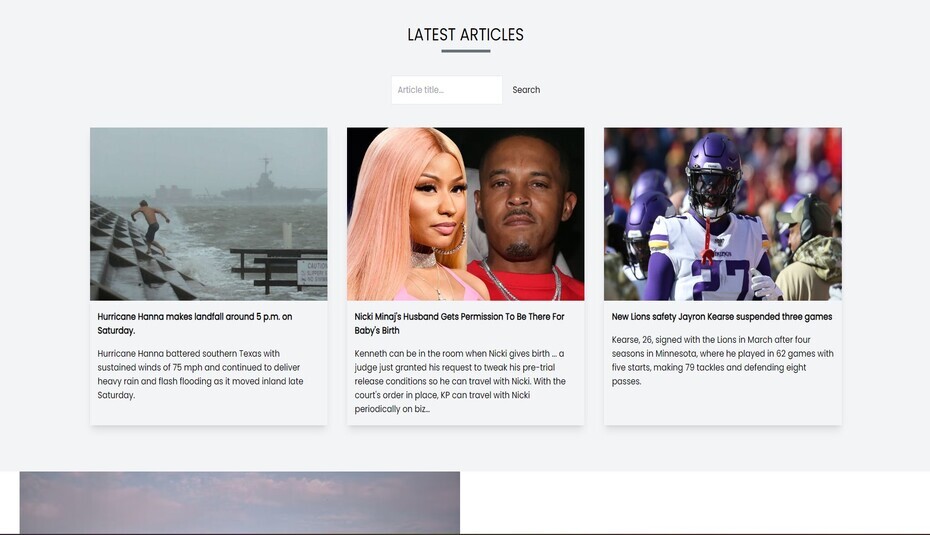 LATEST ARTICLES
Article title...
Search
Hurricane Hanna makes landfall around 5 p.m. on
Saturday.
Hurricane Hanna battered southern Texas with
sustained winds of 75 mph and continued to deliver
heavy rain and flash flooding as it moved inland late
Saturday.
Nicki Minaj's Husband Gets Permission To Be There For
Baby's Birth
Kenneth can be in the room when Nicki gives birth ... a
judge just granted his request to tweak his pre-trial
release conditions so he can travel with Nicki. With the
court's order in place, KP can travel with Nicki
periodically on biz...
New Lions safety Jayron Kearse suspended three games
Kearse, 26, signed with the Lions in March after four
seasons in Minnesota, where he played in 62 games with
five starts, making 79 tackles and defending eight
passes.
CAUTION
27